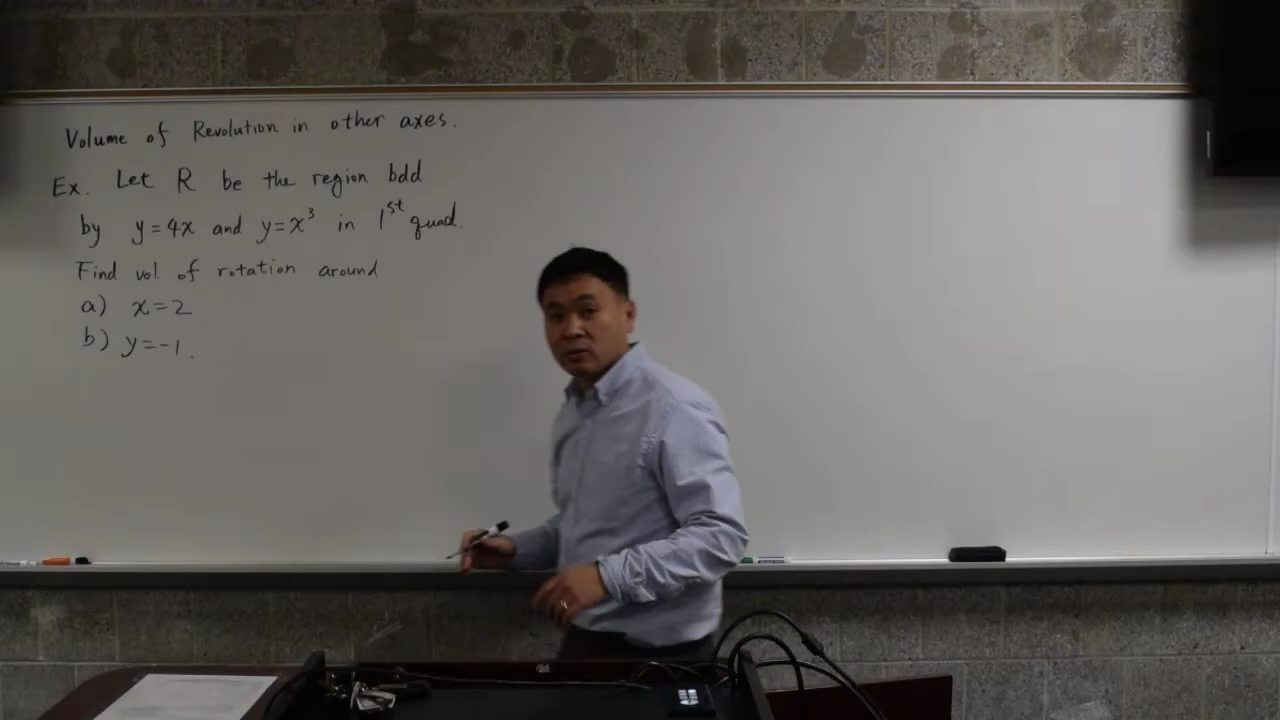 Volume of Revolution in other axes.
Ex. Let R be the region bdd
by y=4x and y=x³ in 1st quad.
Find vol. of rotation around
a) x=2
b) y=-1.